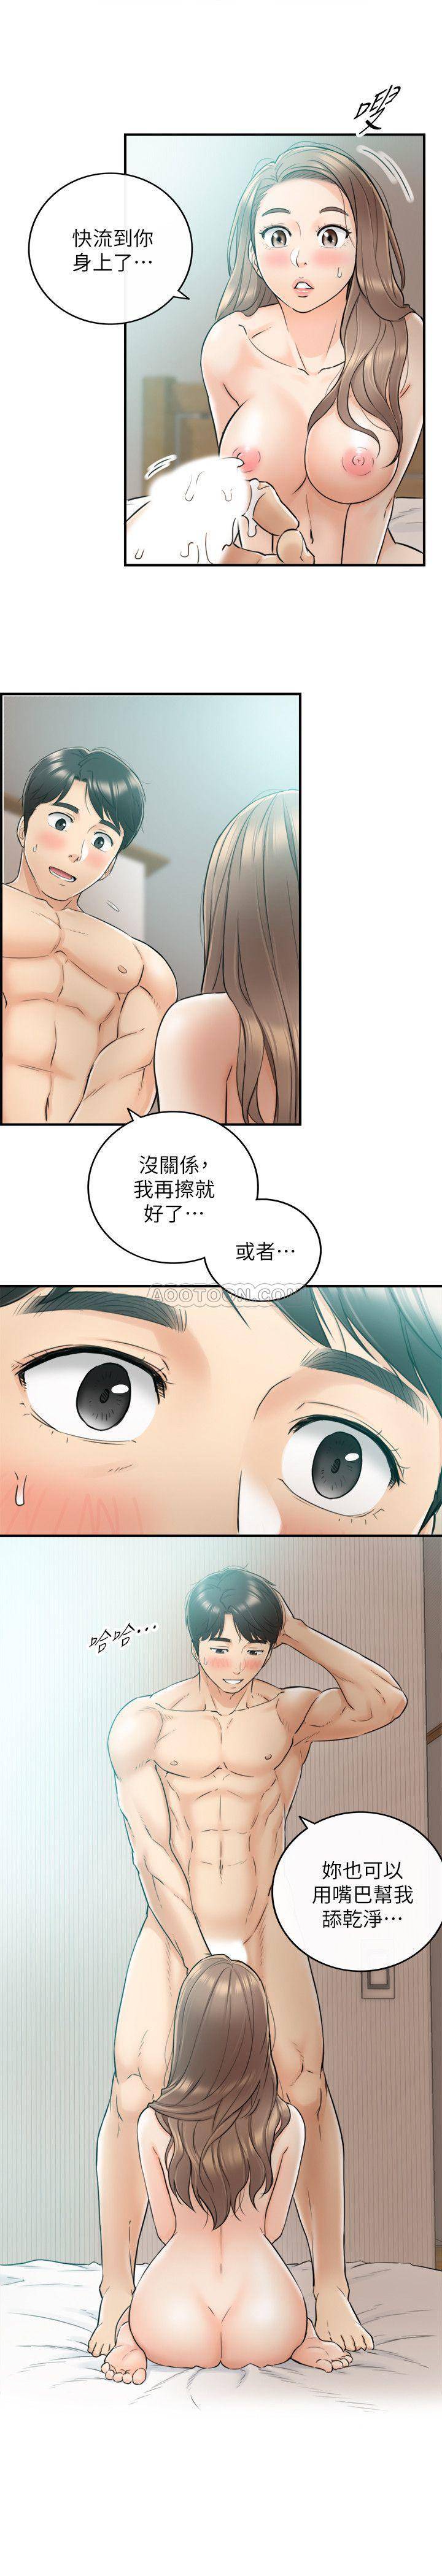 嗖
快流到你
身上了…
沒關係，
我再擦就
好了…
或者…
AOOTOON.COM
哈哈…
妳也可以
用嘴巴幫我
舔乾淨…